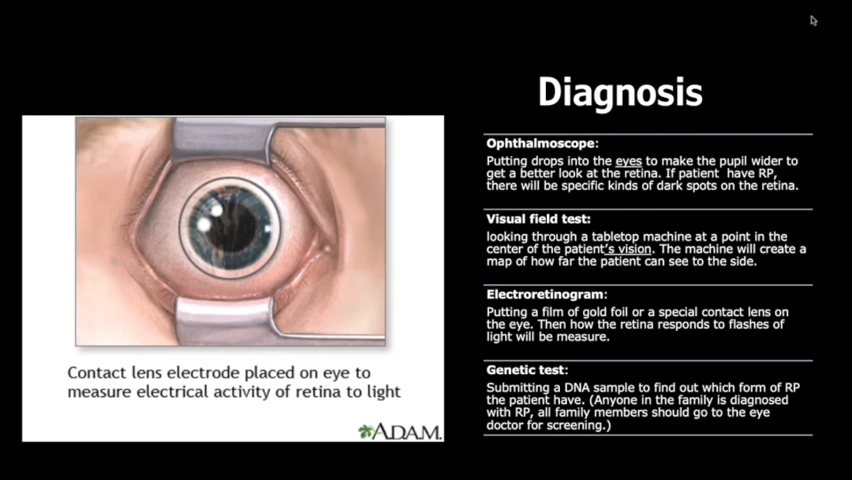 Diagnosis
Ophthalmoscope:
Putting drops into the eyes to make the pupil wider to
get a better look at the retina. If patient have RP,
there will be specific kinds of dark spots on the retina.
Visual field test:
looking through a tabletop machine at a point in the
center of the patient's vision. The machine will create a
map of how far the patient can see to the side.
Electroretinogram:
Putting a film of gold foil or a special contact lens on
the eye. Then how the retina responds to flashes of
light will be measure.
Genetic test:
Submitting a DNA sample to find out which form of RP
the patient have. (Anyone in the family is diagnosed
with RP, all family members should go to the eye
doctor for screening.)
Contact lens electrode placed on eye to
measure electrical activity of retina to light
A.D.A.M.